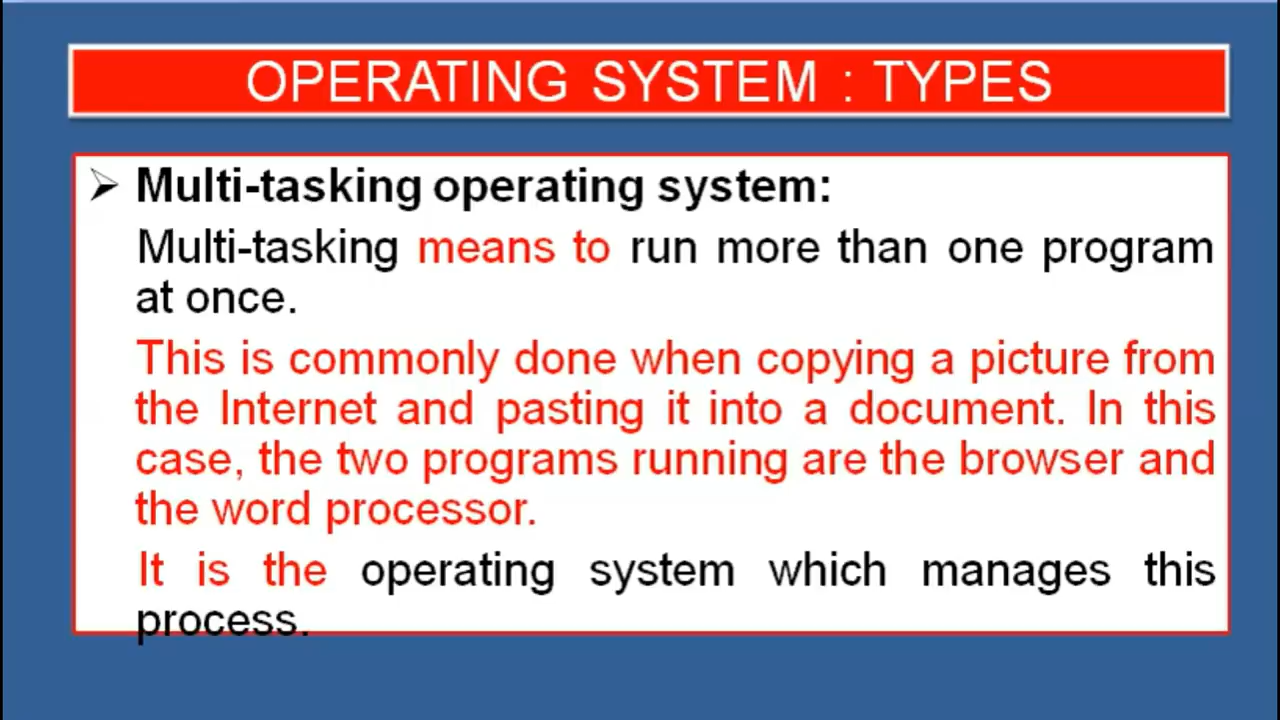 OPERATING SYSTEM : TYPES
Multi-tasking operating system:
Multi-tasking means to run more than one program
at once.
This is commonly done when copying a picture from
the Internet and pasting it into a document. In this
case, the two programs running are the browser and
the word processor.
It is the operating system which manages this
process.